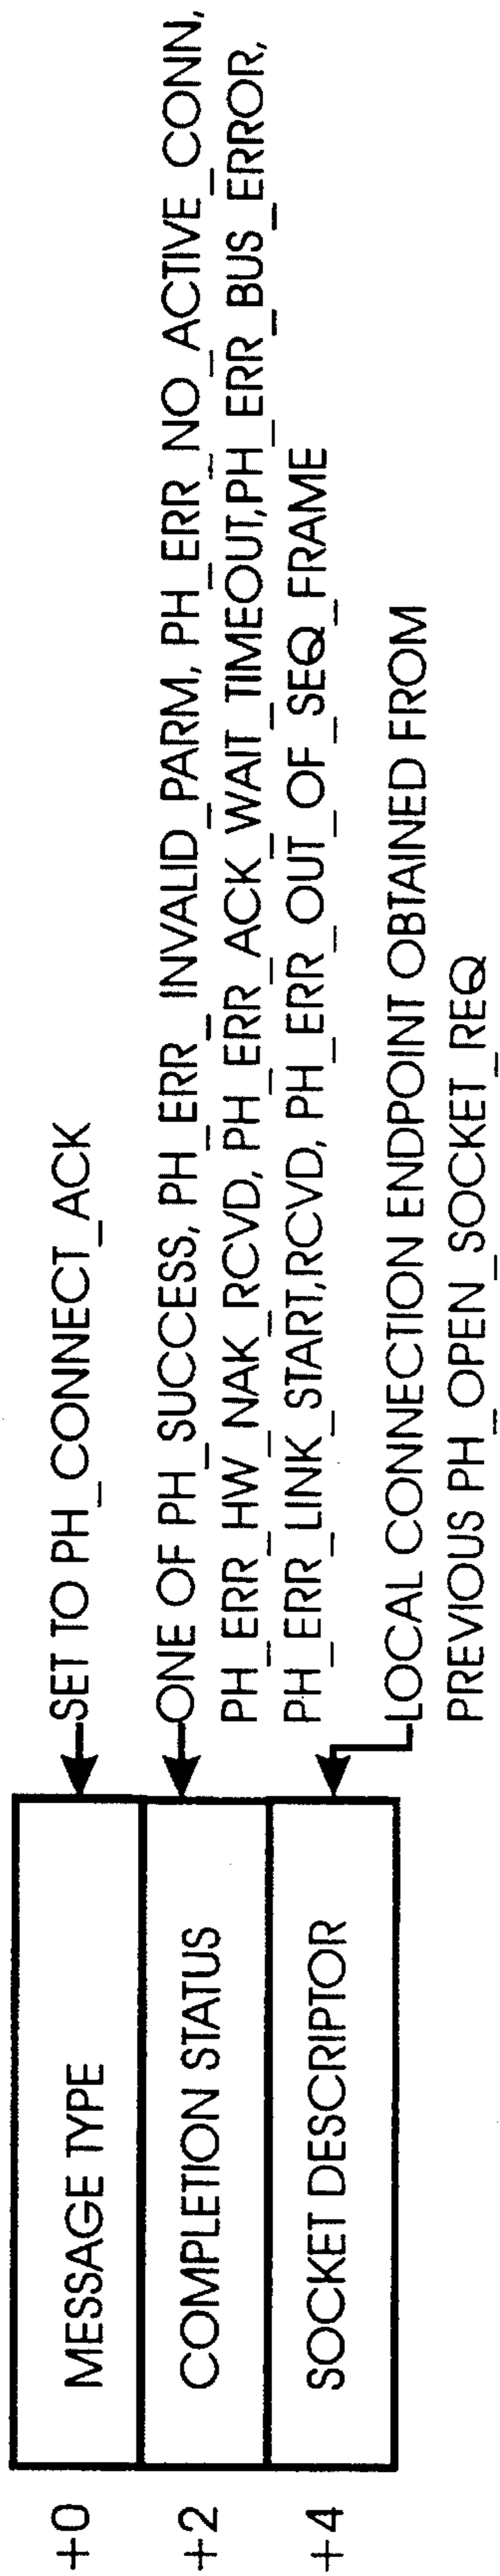 +0 MESSAGE TYPE SET TO PH_CONNECT_ACK
+2 COMPLETION STATUS ONE OF PH_SUCCESS, PH_ERR_INVALID_PARM, PH_ERR_NO_ACTIVE_CONN,
PH_ERR_HW_NAK_RCVD, PH_ERR_ACK_WAIT_TIMEOUT,PH_ERR_BUS_ERROR,
PH_ERR_LINK_START,RCVD, PH_ERR_OUT_OF_SEQ_FRAME
+4 SOCKET DESCRIPTOR LOCAL CONNECTION ENDPOINT OBTAINED FROM
PREVIOUS PH_OPEN_SOCKET_REQ